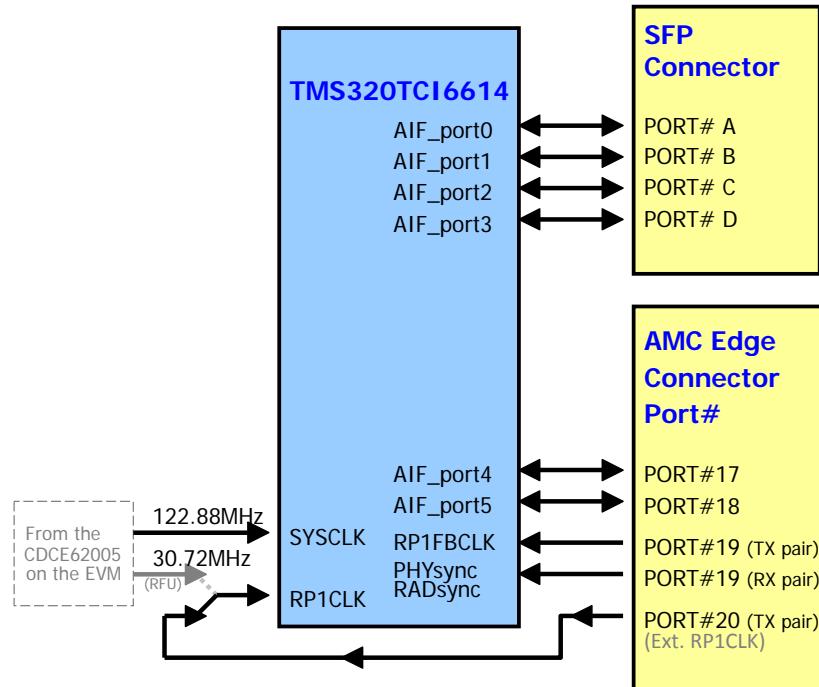 SFP
Connector
TMS320TCI6614
AIF_port0
PORT# A
AIF_port1
PORT# B
AIF_port2
PORT# C
AIF_port3
PORT# D
AMC Edge
Connector
Port#
AIF_port4
PORT#17
AIF_port5
PORT#18
From the
CDCE62005
on the EVM
122.88MHz
SYSCLK
RP1FBCLK
PORT#19 (TX pair)
30.72MHz
(RFU)
PHYsync
RADsync
PORT#19 (RX pair)
RP1CLK
PORT#20 (TX pair)
(Ext. RP1CLK)